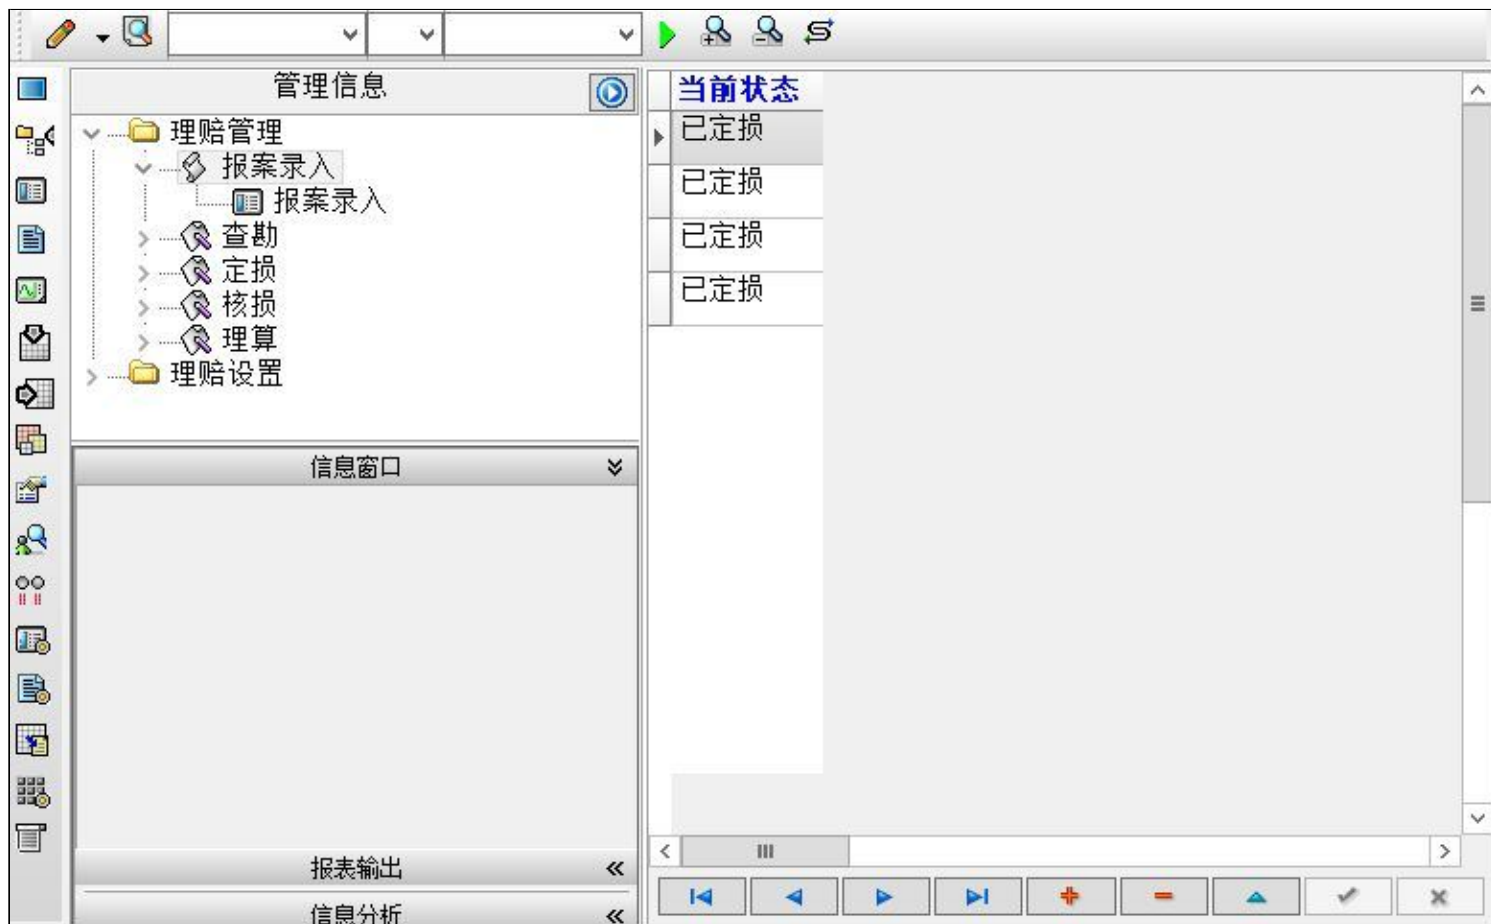 管理信息
理赔管理
报案录入
报案录入
查勘
定损
核损
理算
理赔设置
信息窗口
报表输出
信息分析
当前状态
已定损
已定损
已定损
已定损